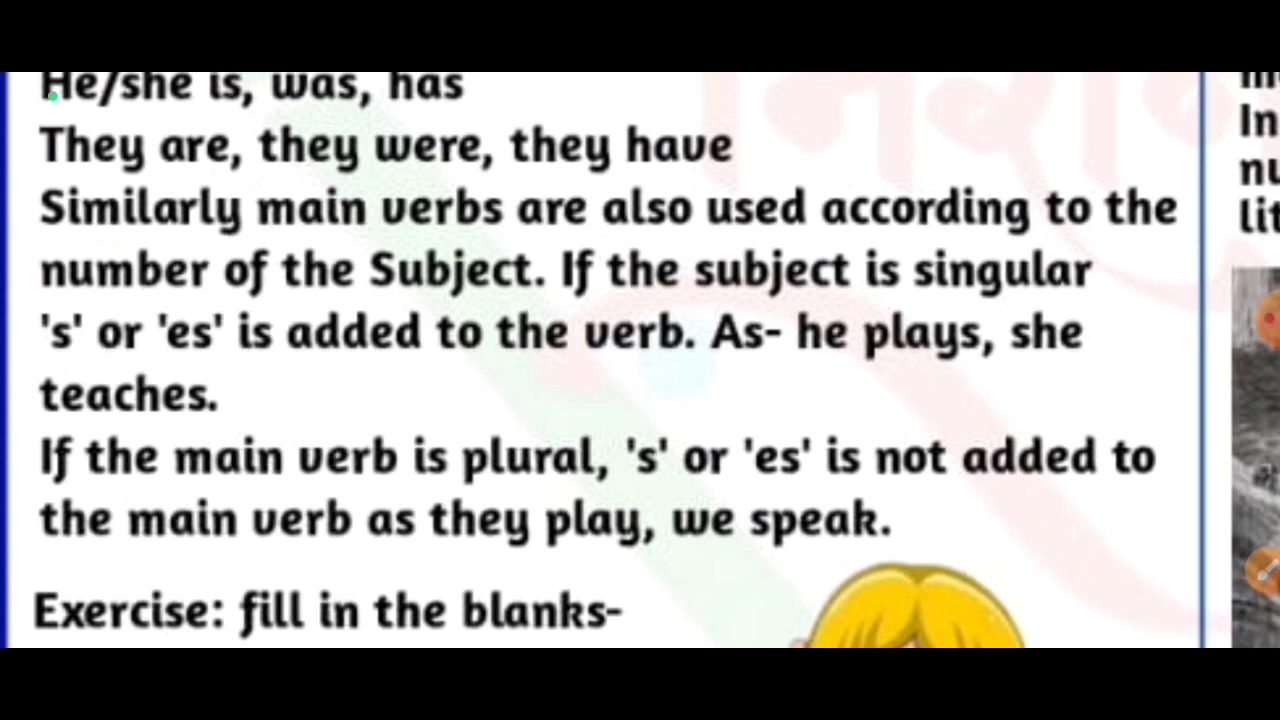 He/she is, was, has
They are, they were, they have
Similarly main verbs are also used according to the
number of the Subject. If the subject is singular
's' or 'es' is added to the verb. As- he plays, she
teaches.
If the main verb is plural, 's' or 'es' is not added to
the main verb as they play, we speak.
Exercise: fill in the blanks-
In
nu
lit